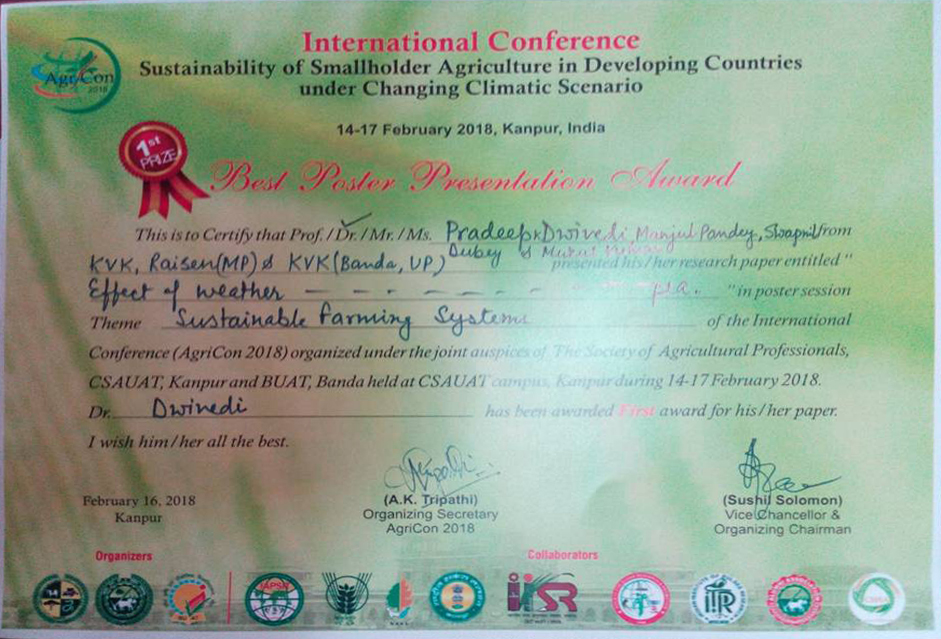 International Conference
Sustainability of Smallholder Agriculture in Developing Countries
under Changing Climatic Scenario
AgriCon
2018
14-17 February 2018, Kanpur, India
1st
PRIZE
Best Poster Presentation Award
This is to Certify that Prof. / Dr. / Mr. / Ms. Pradeep Dwivedi, Manjul Pandey, Swapnil from
Dubey & Mukul Kumar
KVK, Raisen(MP) & KVK (Banda, UP) presented his/her research paper entitled "
Effect of weather - - - - - - - - - pea. " in poster session
Theme Sustainable Farming Systems of the International
Conference (AgriCon 2018) organized under the joint auspices of The Society of Agricultural Professionals,
CSAUAT, Kanpur and BUAT, Banda held at CSAUAT campus, Kanpur during 14-17 February 2018.
Dr. Dwivedi has been awarded First award for his/her paper.
I wish him/her all the best.
February 16, 2018
Kanpur
(A.K. Tripathi)
Organizing Secretary
AgriCon 2018
(Sushil Solomon)
Vice Chancellor &
Organizing Chairman
Organizers
Collaborators
IISR